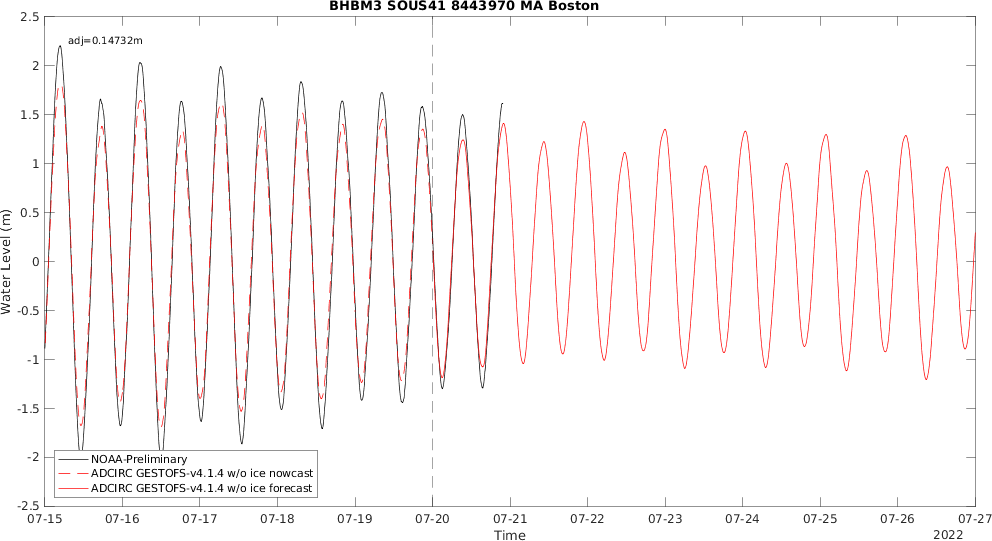 BHBM3 SOUS41 8443970 MA Boston
adj=0.14732m
2.5
2
1.5
1
0.5
0
-0.5
-1
-1.5
-2
-2.5
Water Level (m)
NOAA-Preliminary
ADCIRC GESTOFS-v4.1.4 w/o ice nowcast
ADCIRC GESTOFS-v4.1.4 w/o ice forecast
07-15 07-16 07-17 07-18 07-19 07-20 07-21 07-22 07-23 07-24 07-25 07-26 07-27
Time
2022